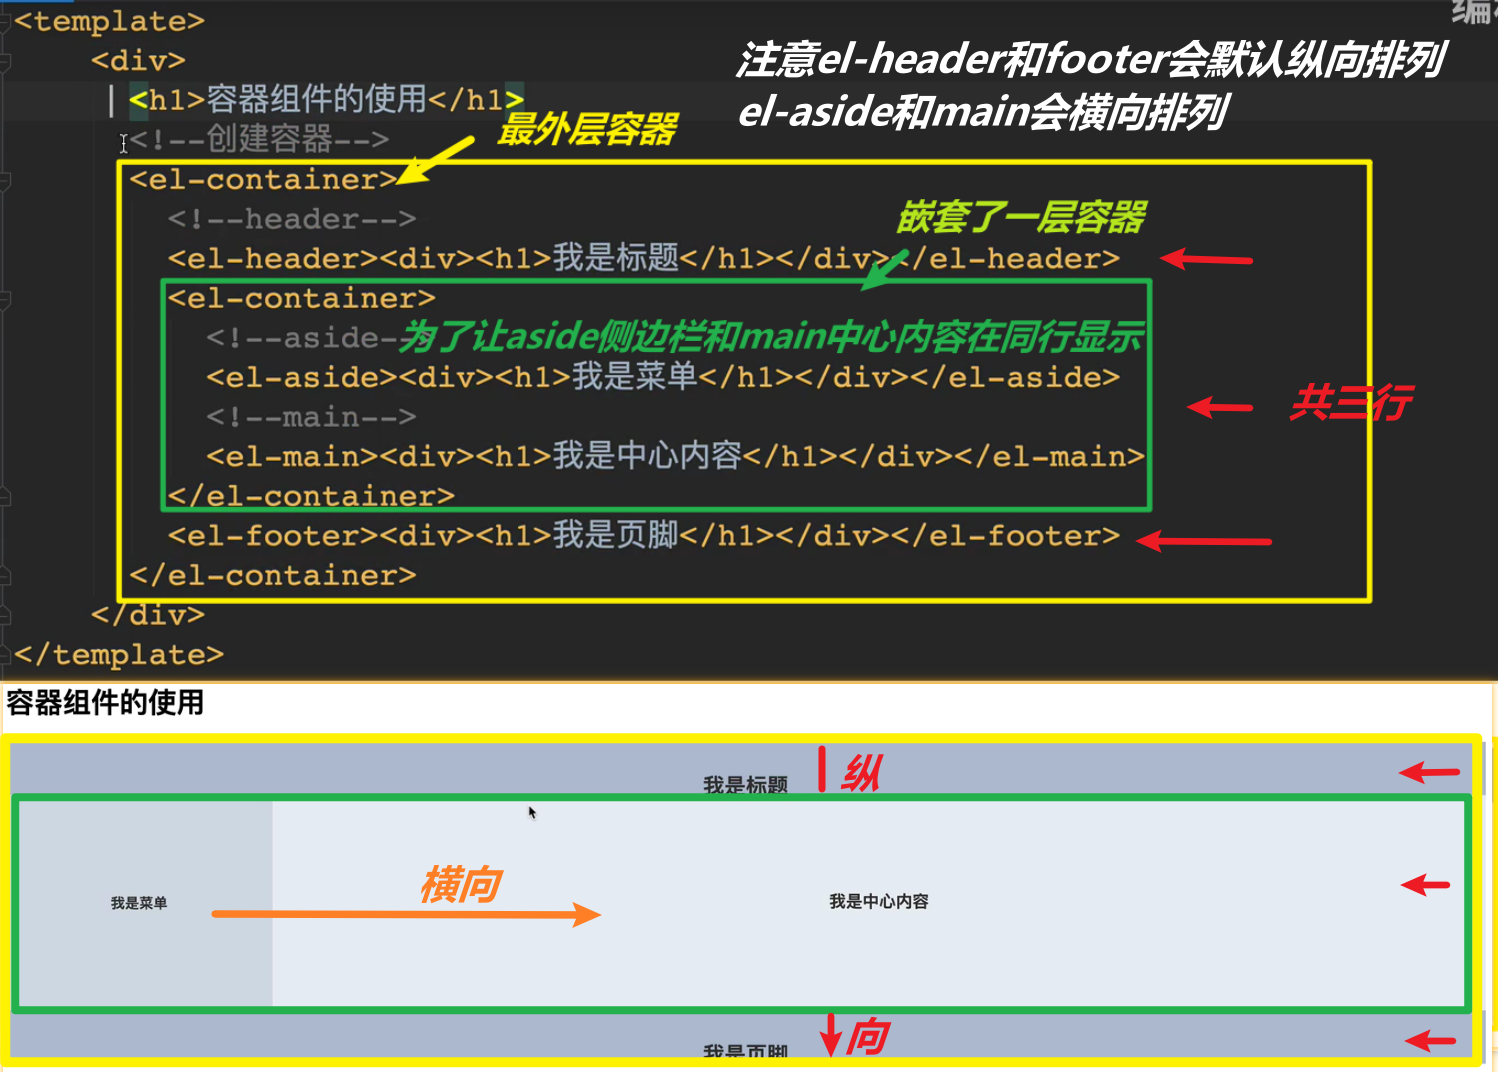 编
<template>
<div>
注意el-header和footer会默认纵向排列
<h1>容器组件的使用</h1>
el-aside和main会横向排列
最外层容器
<!--创建容器-->
<el-container>
<!--header-->
嵌套了一层容器
<el-header><div><h1>我是标题</h1></div></el-header>
<el-container>
<!--aside-->
为了让aside侧边栏和main中心内容在同行显示
<el-aside><div><h1>我是菜单</h1></div></el-aside>
共三行
<!--main-->
<el-main><div><h1>我是中心内容</h1></div></el-main>
</el-container>
<el-footer><div><h1>我是页脚</h1></div></el-footer>
</el-container>
</div>
</template>
容器组件的使用
我是标题
纵
横向
我是菜单
我是中心内容
我是页脚
向